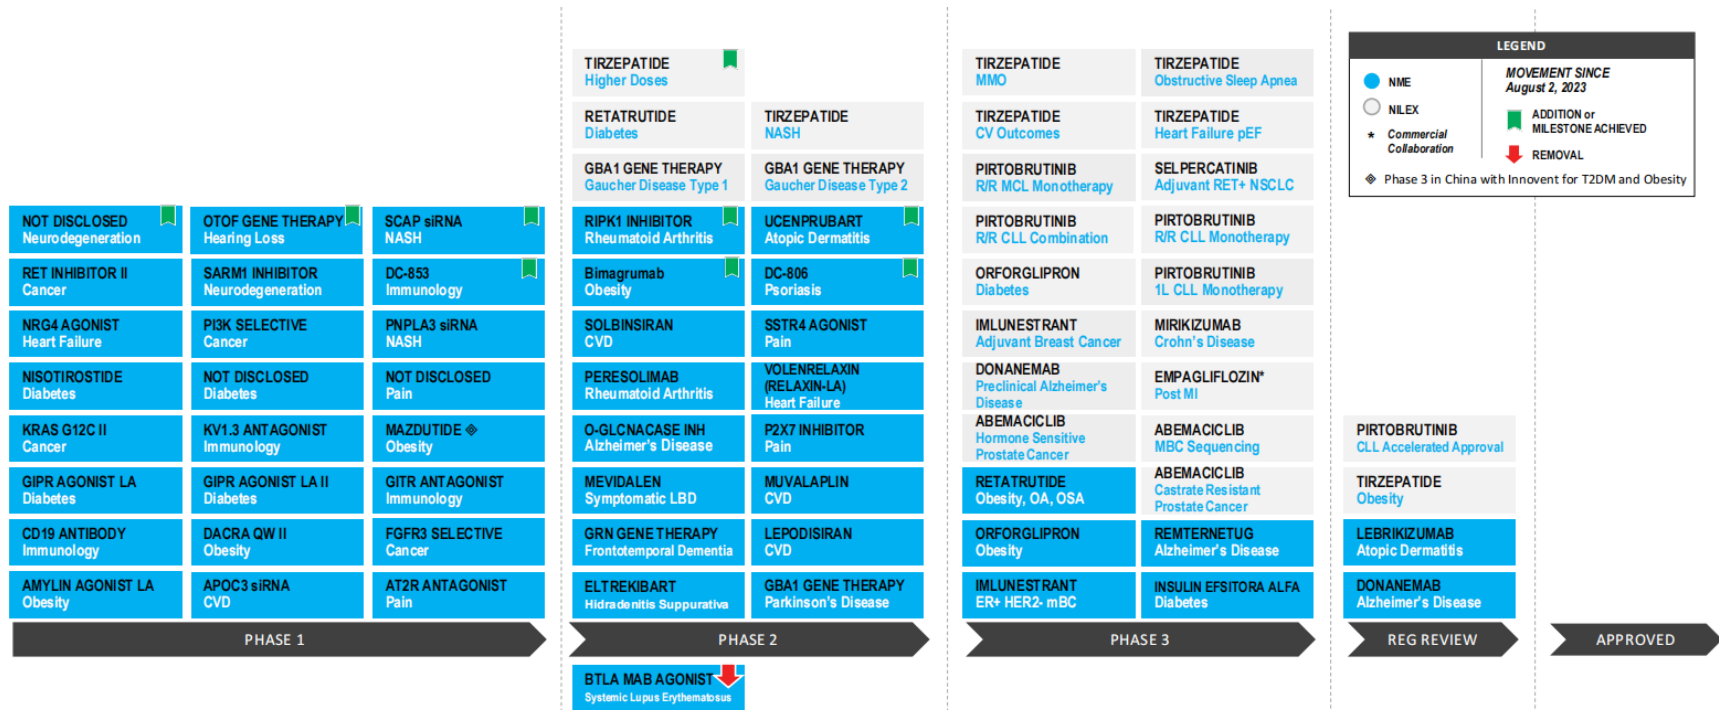 TIRZEPATIDE
Higher Doses
RETATRUTIDE
Diabetes
TIRZEPATIDE
NASH
GBA1 GENE THERAPY
Gaucher Disease Type 1
GBA1 GENE THERAPY
Gaucher Disease Type 2
NOT DISCLOSED
Neurodegeneration
OTOF GENE THERAPY
Hearing Loss
SCAP siRNA
NASH
RET INHIBITOR II
Cancer
SARM1 INHIBITOR
Neurodegeneration
DC-853
Immunology
NRG4 AGONIST
Heart Failure
PI3K SELECTIVE
Cancer
PNPLA3 siRNA
NASH
NISOTIROSTIDE
Diabetes
NOT DISCLOSED
Diabetes
NOT DISCLOSED
Pain
KRAS G12C II
Cancer
KV1.3 ANTAGONIST
Immunology
MAZDUTIDE ◈
Obesity
GIPR AGONIST LA
Diabetes
GIPR AGONIST LA II
Diabetes
GITR ANTAGONIST
Immunology
CD19 ANTIBODY
Immunology
DACRA QW II
Obesity
FGFR3 SELECTIVE
Cancer
AMYLIN AGONIST LA
Obesity
APOC3 siRNA
CVD
AT2R ANTAGONIST
Pain
PHASE 1
RIPK1 INHIBITOR
Rheumatoid Arthritis
UCENPRUBART
Atopic Dermatitis
Bimagrumab
Obesity
DC-806
Psoriasis
SOLBINSIRAN
CVD
SSTR4 AGONIST
Pain
PERESOLIMAB
Rheumatoid Arthritis
VOLENRELAXIN
(RELAXIN-LA)
Heart Failure
O-GLCNACASE INH
Alzheimer's Disease
P2X7 INHIBITOR
Pain
MEVIDALEN
Symptomatic LBD
MUVALAPLIN
CVD
GRN GENE THERAPY
Frontotemporal Dementia
LEPODISIRAN
CVD
ELTREKIBART
Hidradenitis Suppurativa
GBA1 GENE THERAPY
Parkinson's Disease
PHASE 2
BTLA MAB AGONIST
Systemic Lupus Erythematosus
TIRZEPATIDE
MMO
TIRZEPATIDE
Obstructive Sleep Apnea
TIRZEPATIDE
CV Outcomes
TIRZEPATIDE
Heart Failure pEF
PIRTOBRUTINIB
R/R MCL Monotherapy
SELPERCATINIB
Adjuvant RET+ NSCLC
PIRTOBRUTINIB
R/R CLL Combination
PIRTOBRUTINIB
R/R CLL Monotherapy
ORFORGLIPRON
Diabetes
PIRTOBRUTINIB
1L CLL Monotherapy
IMLUNESTRANT
Adjuvant Breast Cancer
MIRIKIZUMAB
Crohn's Disease
DONANEMAB
Preclinical Alzheimer's
Disease
EMPAGLIFLOZIN*
Post MI
ABEMACICLIB
Hormone Sensitive
Prostate Cancer
ABEMACICLIB
MBC Sequencing
RETATRUTIDE
Obesity, OA, OSA
ABEMACICLIB
Castrate Resistant
Prostate Cancer
ORFORGLIPRON
Obesity
REMTERNETUG
Alzheimer's Disease
IMLUNESTRANT
ER+ HER2- mBC
INSULIN EFSITORA ALFA
Diabetes
PHASE 3
PIRTOBRUTINIB
CLL Accelerated Approval
TIRZEPATIDE
Obesity
LEBRIKIZUMAB
Atopic Dermatitis
DONANEMAB
Alzheimer's Disease
REG REVIEW
APPROVED
LEGEND
NME
NILEX
* Commercial
Collaboration
MOVEMENT SINCE
August 2, 2023
ADDITION or
MILESTONE ACHIEVED
REMOVAL
◈ Phase 3 in China with Innovent for T2DM and Obesity